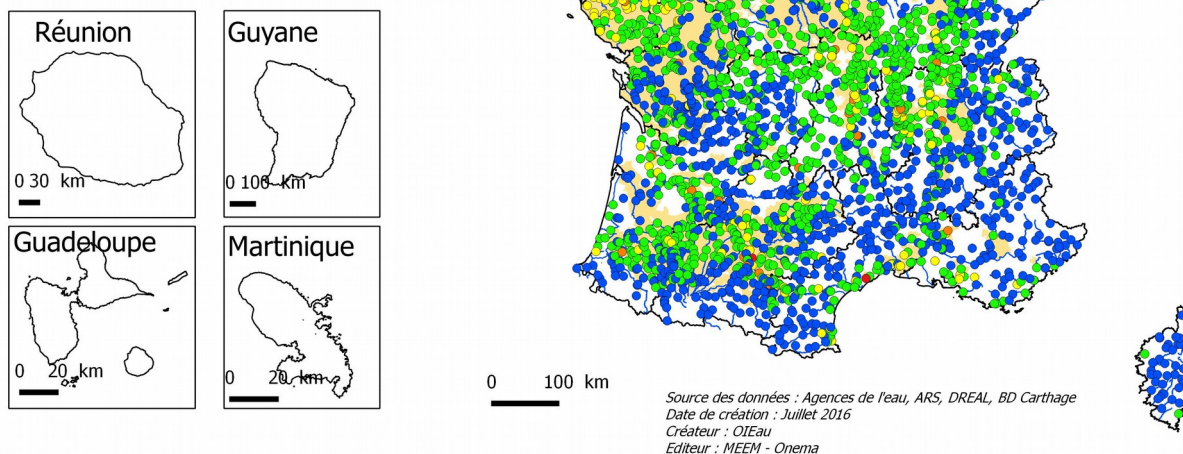 Réunion
0 30 km
Guyane
0 100 km
Guadeloupe
0 20 km
Martinique
0 20 km
0 100 km
Source des données : Agences de l'eau, ARS, DREAL, BD Carthage
Date de création : Juillet 2016
Créateur : OIEau
Editeur : MEEM - Onema